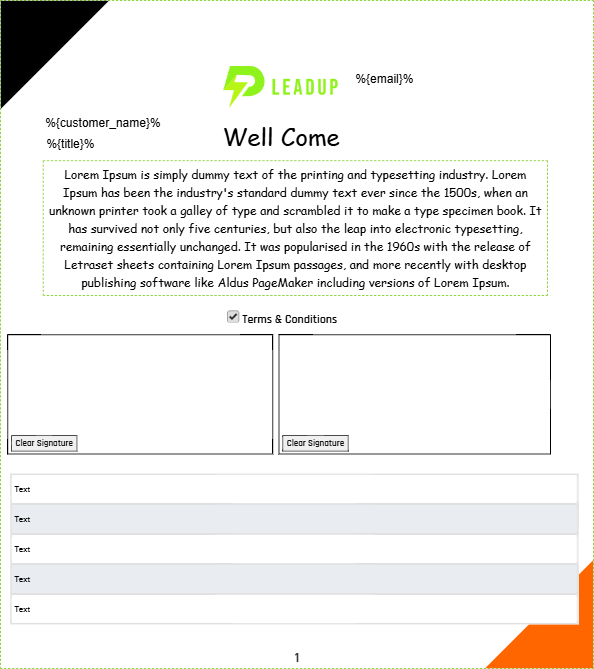 LEADUP
%{email}%
%{customer_name}%
%{title}%
Well Come
Lorem Ipsum is simply dummy text of the printing and typesetting industry. Lorem
Ipsum has been the industry's standard dummy text ever since the 1500s, when an
unknown printer took a galley of type and scrambled it to make a type specimen book. It
has survived not only five centuries, but also the leap into electronic typesetting,
remaining essentially unchanged. It was popularised in the 1960s with the release of
Letraset sheets containing Lorem Ipsum passages, and more recently with desktop
publishing software like Aldus PageMaker including versions of Lorem Ipsum.
Terms & Conditions
Clear Signature
Clear Signature
Text
Text
Text
Text
Text
1